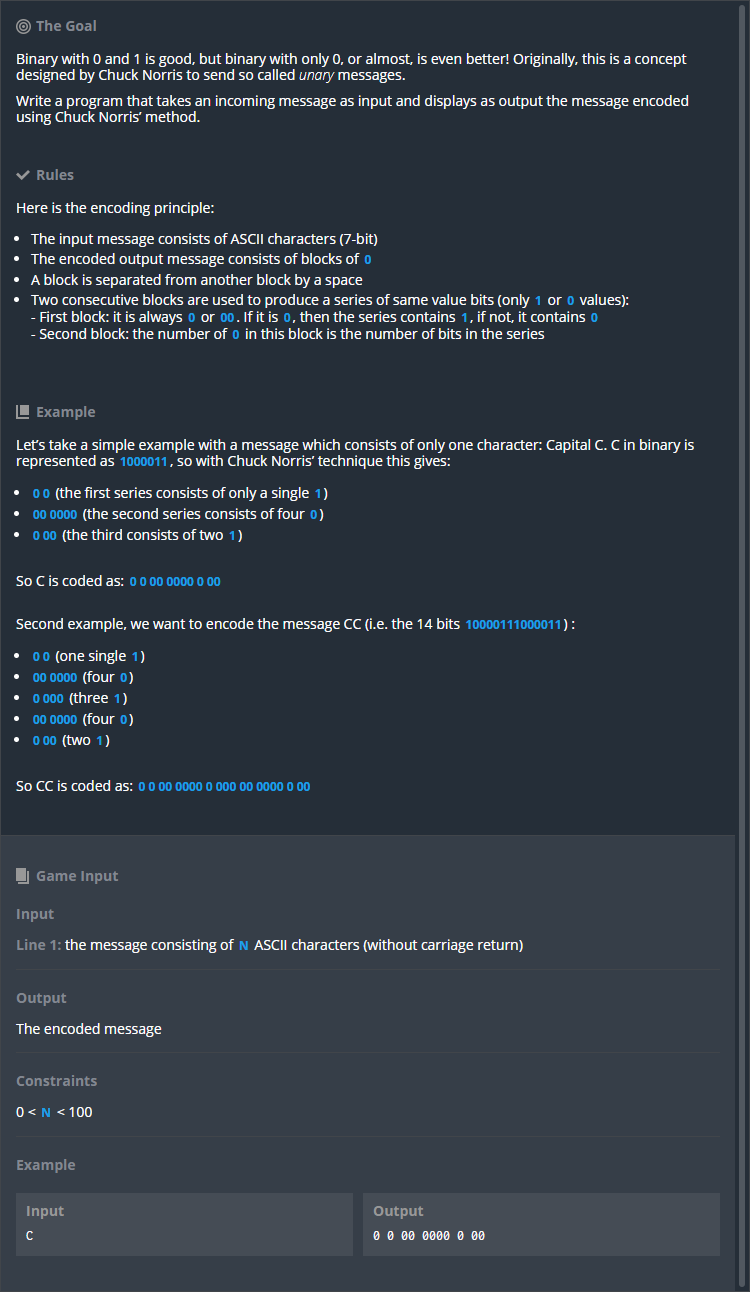 The Goal
Binary with 0 and 1 is good, but binary with only 0, or almost, is even better! Originally, this is a concept
designed by Chuck Norris to send so called unary messages.
Write a program that takes an incoming message as input and displays as output the message encoded
using Chuck Norris’ method.
Rules
Here is the encoding principle:
• The input message consists of ASCII characters (7-bit)
• The encoded output message consists of blocks of 0
• A block is separated from another block by a space
• Two consecutive blocks are used to produce a series of same value bits (only 1 or 0 values):
- First block: it is always 0 or 00. If it is 0, then the series contains 1, if not, it contains 0
- Second block: the number of 0 in this block is the number of bits in the series
Example
Let’s take a simple example with a message which consists of only one character: Capital C. C in binary is
represented as 1000011, so with Chuck Norris’ technique this gives:
• 0 0 (the first series consists of only a single 1)
• 00 0000 (the second series consists of four 0)
• 0 00 (the third consists of two 1)
So C is coded as: 0 0 00 0000 0 00
Second example, we want to encode the message CC (i.e. the 14 bits 10000111000011) :
• 0 0 (one single 1)
• 00 0000 (four 0)
• 0 000 (three 1)
• 00 0000 (four 0)
• 0 00 (two 1)
So CC is coded as: 0 0 00 0000 0 000 00 0000 0 00
Game Input
Input
Line 1: the message consisting of N ASCII characters (without carriage return)
Output
The encoded message
Constraints
0 < N < 100
Example
Input
C
Output
0 0 00 0000 0 00